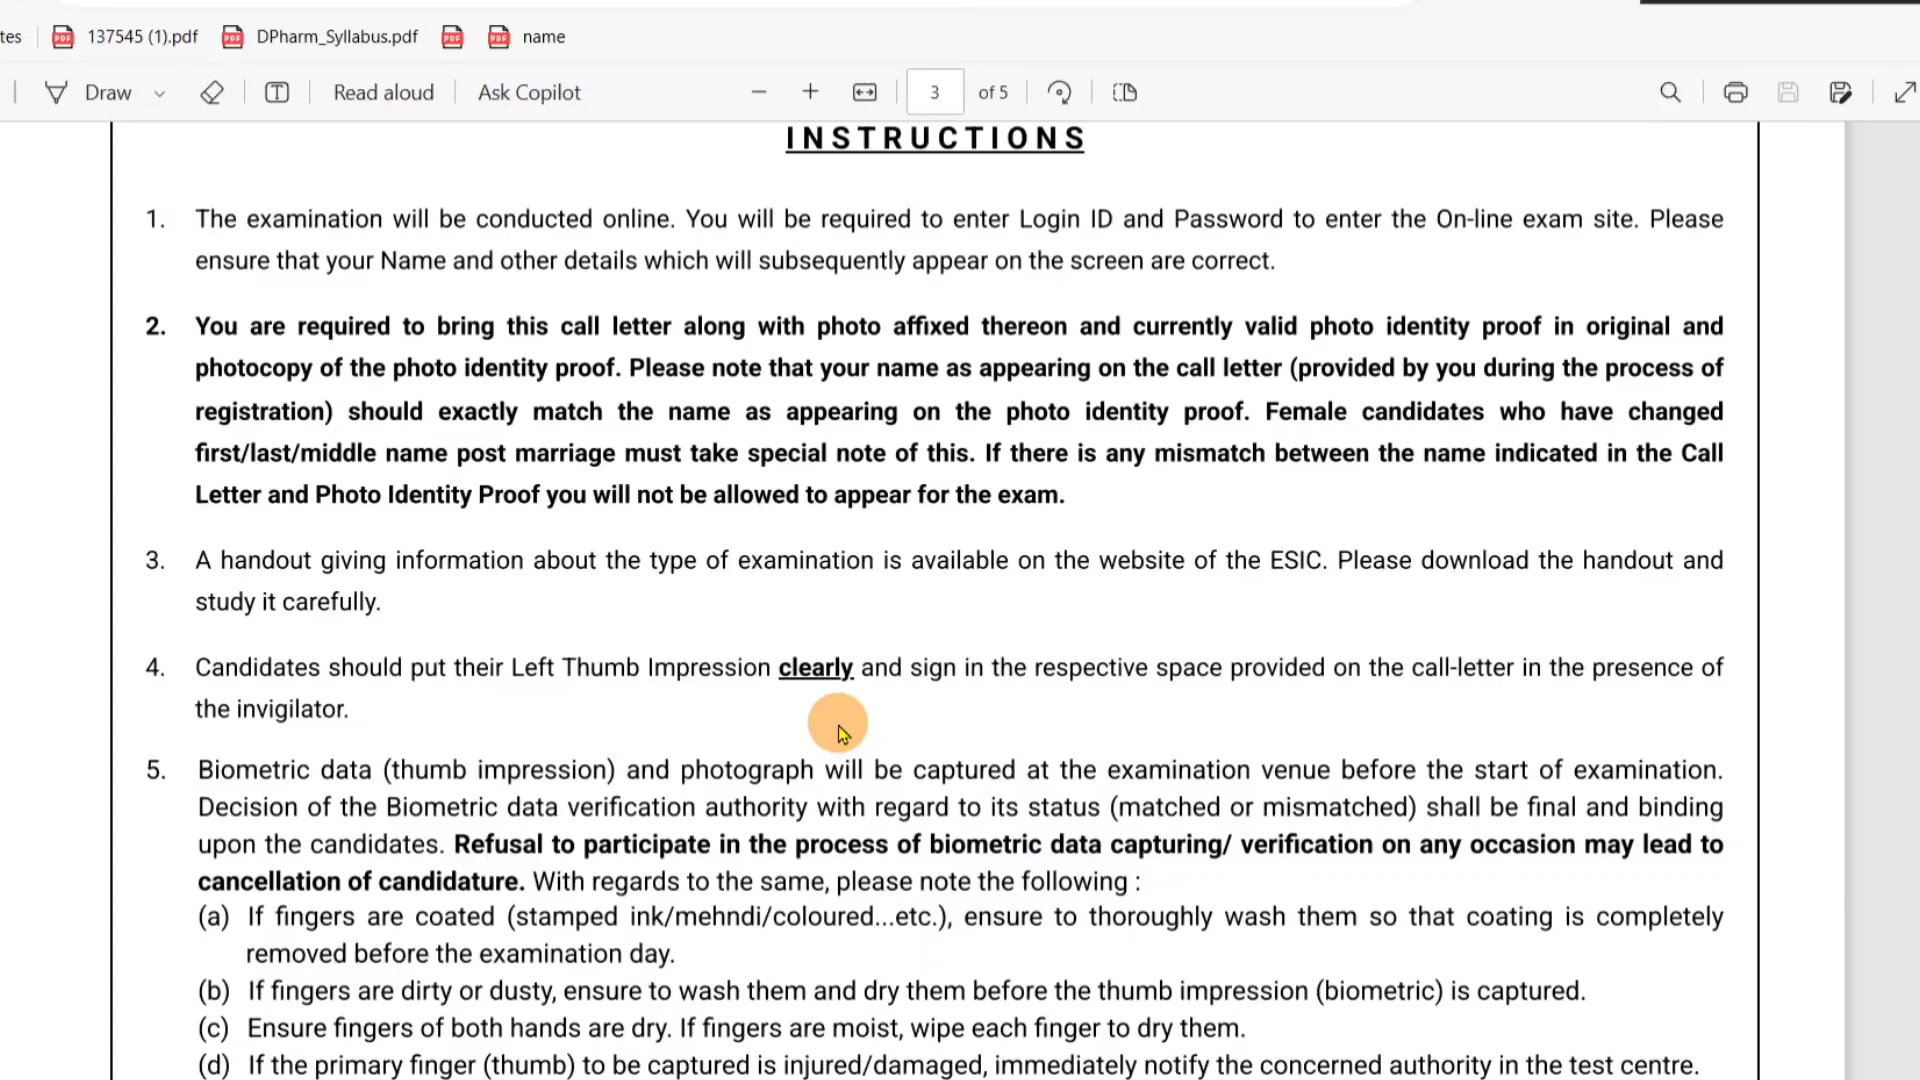 tes 137545 (1).pdf DPharm_Syllabus.pdf name
Draw Read aloud Ask Copilot 3 of 5
INSTRUCTIONS
1. The examination will be conducted online. You will be required to enter Login ID and Password to enter the On-line exam site. Please
ensure that your Name and other details which will subsequently appear on the screen are correct.
2. You are required to bring this call letter along with photo affixed thereon and currently valid photo identity proof in original and
photocopy of the photo identity proof. Please note that your name as appearing on the call letter (provided by you during the process of
registration) should exactly match the name as appearing on the photo identity proof. Female candidates who have changed
first/last/middle name post marriage must take special note of this. If there is any mismatch between the name indicated in the Call
Letter and Photo Identity Proof you will not be allowed to appear for the exam.
3. A handout giving information about the type of examination is available on the website of the ESIC. Please download the handout and
study it carefully.
4. Candidates should put their Left Thumb Impression clearly and sign in the respective space provided on the call-letter in the presence of
the invigilator.
5. Biometric data (thumb impression) and photograph will be captured at the examination venue before the start of examination.
Decision of the Biometric data verification authority with regard to its status (matched or mismatched) shall be final and binding
upon the candidates. Refusal to participate in the process of biometric data capturing/ verification on any occasion may lead to
cancellation of candidature. With regards to the same, please note the following :
(a) If fingers are coated (stamped ink/mehndi/coloured...etc.), ensure to thoroughly wash them so that coating is completely
removed before the examination day.
(b) If fingers are dirty or dusty, ensure to wash them and dry them before the thumb impression (biometric) is captured.
(c) Ensure fingers of both hands are dry. If fingers are moist, wipe each finger to dry them.
(d) If the primary finger (thumb) to be captured is injured/damaged, immediately notify the concerned authority in the test centre.